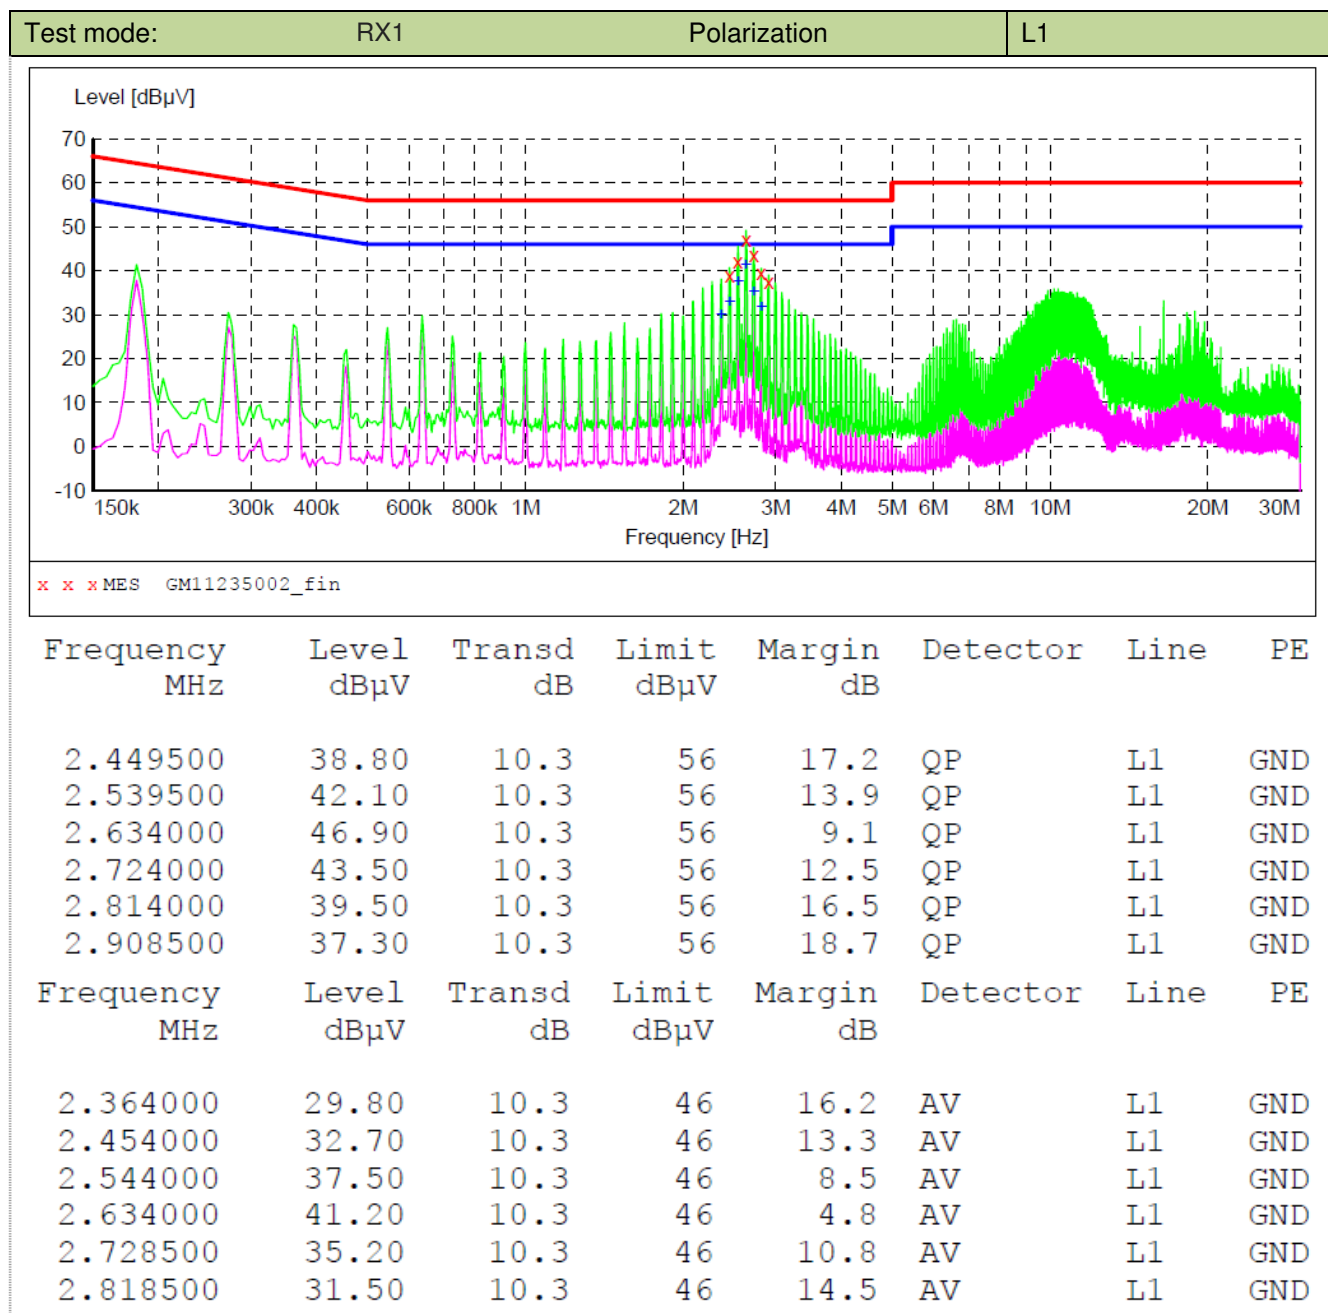 Test mode: RX1 Polarization L1
Level [dBµV]
70
60
50
40
30
20
10
0
-10
150k 300k 400k 600k 800k 1M 2M 3M 4M 5M 6M 8M 10M 20M 30M
Frequency [Hz]
x x x MES GM11235002_fin
Frequency Level Transd Limit Margin Detector Line PE
MHz dBµV dB dBµV dB
2.449500 38.80 10.3 56 17.2 QP L1 GND
2.539500 42.10 10.3 56 13.9 QP L1 GND
2.634000 46.90 10.3 56 9.1 QP L1 GND
2.724000 43.50 10.3 56 12.5 QP L1 GND
2.814000 39.50 10.3 56 16.5 QP L1 GND
2.908500 37.30 10.3 56 18.7 QP L1 GND
Frequency Level Transd Limit Margin Detector Line PE
MHz dBµV dB dBµV dB
2.364000 29.80 10.3 46 16.2 AV L1 GND
2.454000 32.70 10.3 46 13.3 AV L1 GND
2.544000 37.50 10.3 46 8.5 AV L1 GND
2.634000 41.20 10.3 46 4.8 AV L1 GND
2.728500 35.20 10.3 46 10.8 AV L1 GND
2.818500 31.50 10.3 46 14.5 AV L1 GND